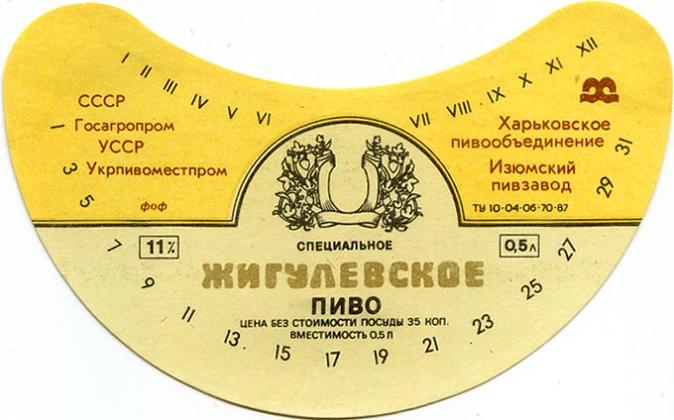 I II III IV V VI VII VIII IX X XI XII
СССР
Госагропром
УССР
Укрпивоместпром
фоф
Харьковское
пивообъединение
Изюмский
пивзавод
ТУ 10-04-06-70-87
1 3 5 7 9 11 13 15 17 19 21 23 25 27 29 31
11%
0,5л
СПЕЦИАЛЬНОЕ
ЖИГУЛЕВСКОЕ
ПИВО
ЦЕНА БЕЗ СТОИМОСТИ ПОСУДЫ 35 КОП.
ВМЕСТИМОСТЬ 0,5 Л